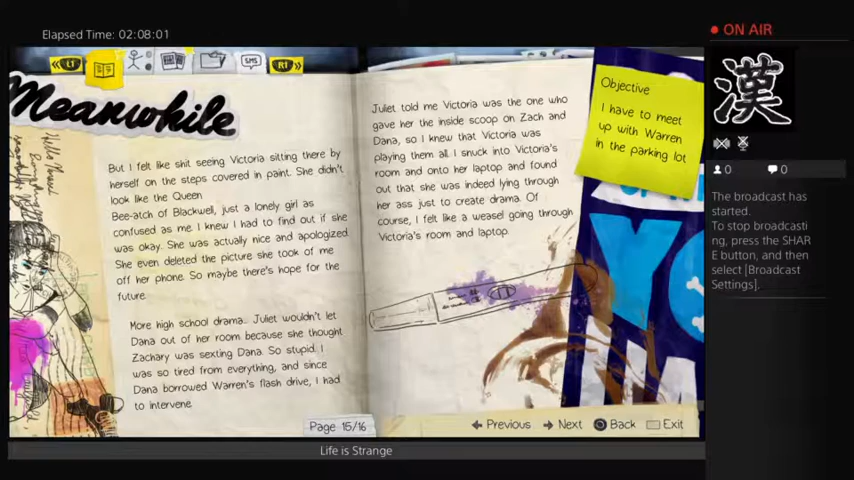 Elapsed Time: 02:08:01
ON AIR
L1
SMS
R1
Meanwhile
But I felt like shit seeing Victoria sitting there by
herself on the steps covered in paint. She didn't
look like the Queen
Bee-atch of Blackwell, just a lonely girl as
confused as me I knew I had to find out if she
was okay. She was actually nice and apologized.
She even deleted the picture she took of me
off her phone. So maybe there's hope for the
future.
More high school drama... Juliet wouldn't let
Dana out of her room because she thought
Zachary was sexting Dana. So stupid. I
was so tired from everything, and since
Dana borrowed Warren's flash drive, I had
to intervene
Juliet told me Victoria was the one who
gave her the inside scoop on Zach and
Dana, so I knew that Victoria was
playing them all. I snuck into Victoria's
room and onto her laptop and found
out that she was indeed lying through
her ass just to create drama. Of
course, I felt like a weasel going through
Victoria's room and laptop.
Objective
I have to meet
up with Warren
in the parking lot
Page 15/16
Previous
Next
Back
Exit
Life is Strange
漢
0
0
The broadcast has
started.
To stop broadcasti
ng, press the SHAR
E button, and then
select [Broadcast
Settings].